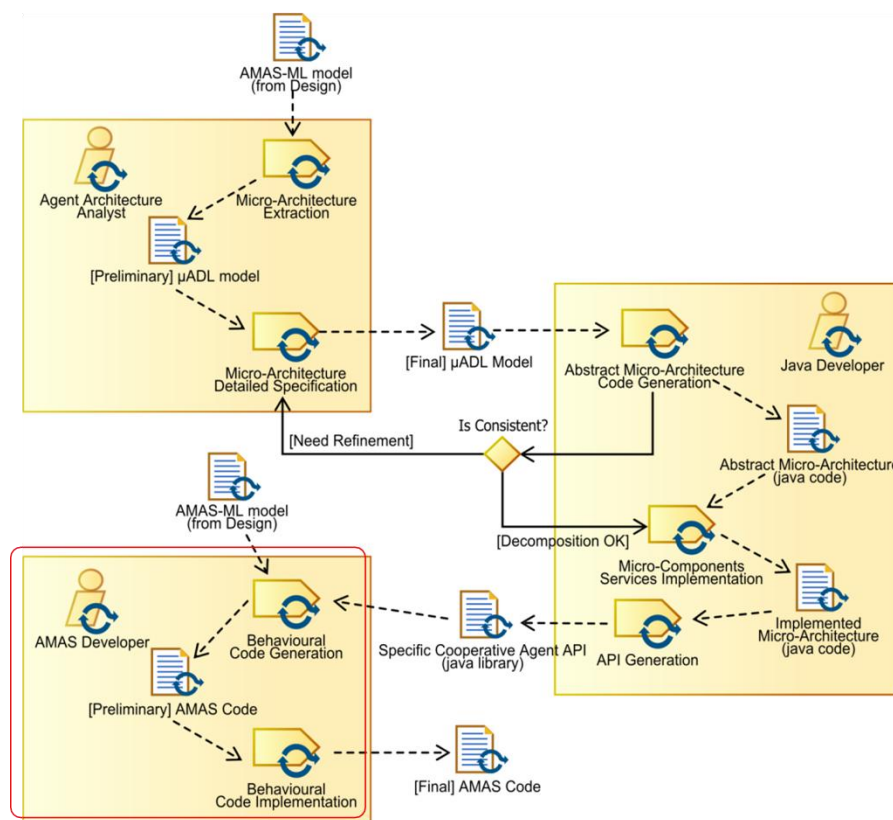 AMAS-ML model
(from Design)
Agent Architecture
Analyst
Micro-Architecture
Extraction
[Preliminary] µADL model
Micro-Architecture
Detailed Specification
[Final] µADL Model
Abstract Micro-Architecture
Code Generation
Java Developer
Is Consistent?
[Need Refinement]
Abstract Micro-Architecture
(java code)
[Decomposition OK]
Micro-Components
Services Implementation
Implemented
Micro-Architecture
(java code)
API Generation
Specific Cooperative Agent API
(java library)
AMAS-ML model
(from Design)
AMAS Developer
Behavioural
Code Generation
[Preliminary] AMAS Code
Behavioural
Code Implementation
[Final] AMAS Code